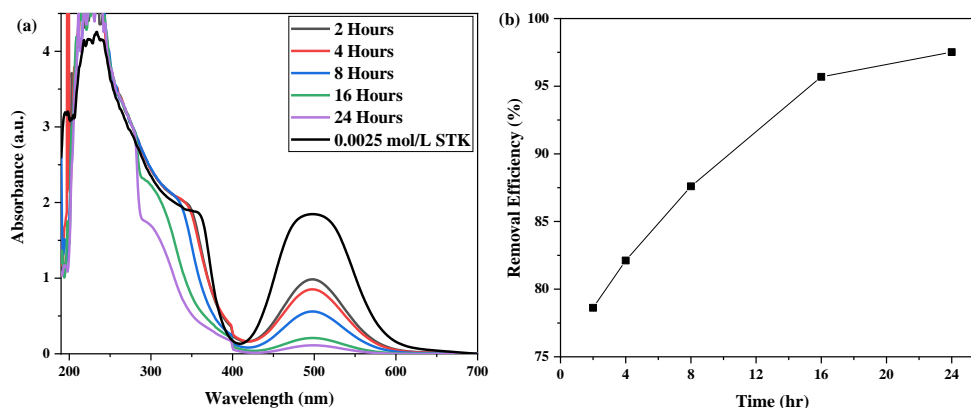 (a)
2 Hours
4 Hours
8 Hours
16 Hours
24 Hours
0.0025 mol/L STK
Absorbance (a.u.)
4
3
2
1
0
200 300 400 500 600 700
Wavelength (nm)
(b)
Removal Efficiency (%)
100
95
90
85
80
75
0 4 8 12 16 20 24
Time (hr)